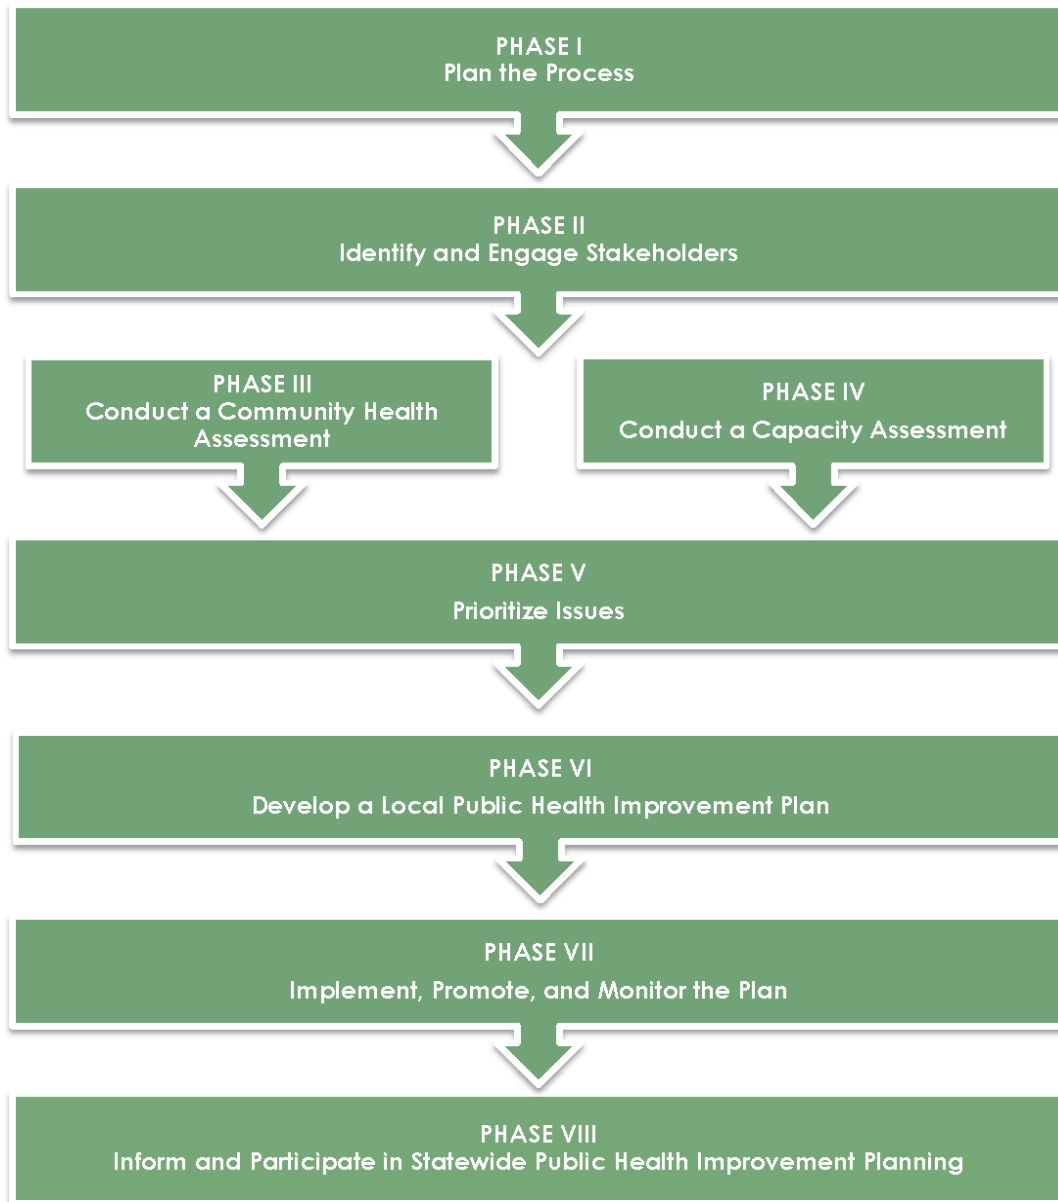 PHASE I
Plan the Process
PHASE II
Identify and Engage Stakeholders
PHASE III
Conduct a Community Health
Assessment
PHASE IV
Conduct a Capacity Assessment
PHASE V
Prioritize Issues
PHASE VI
Develop a Local Public Health Improvement Plan
PHASE VII
Implement, Promote, and Monitor the Plan
PHASE VIII
Inform and Participate in Statewide Public Health Improvement Planning